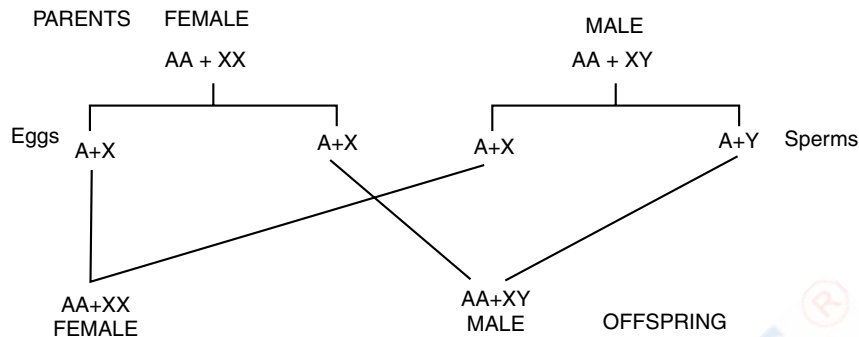 PARENTS FEMALE MALE
AA + XX AA + XY
Eggs A+X A+X A+X A+Y Sperms
AA+XX AA+XY
FEMALE MALE OFFSPRING
®